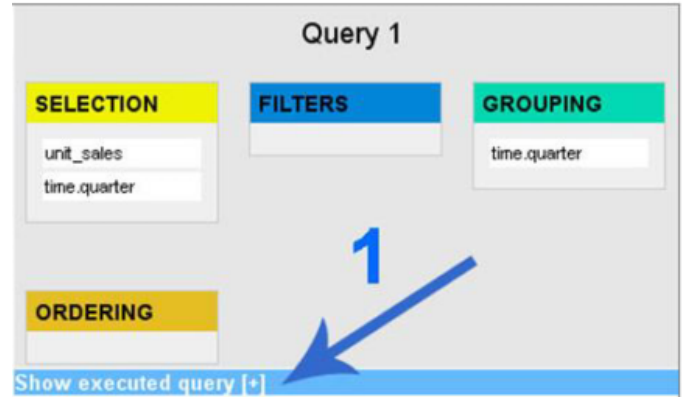 Query 1
SELECTION
FILTERS
GROUPING
unit_sales
time.quarter
time.quarter
1
ORDERING
Show executed query [+]